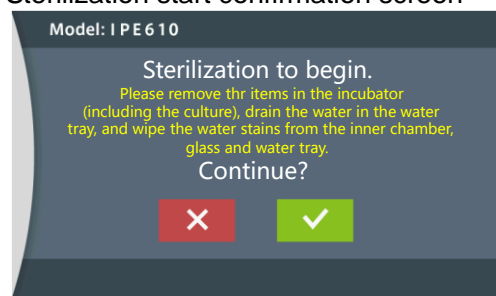 Sterilization start confirmation screen
Model: IPE610
Sterilization to begin.
Please remove thr items in the incubator
(including the culture), drain the water in the water
tray, and wipe the water stains from the inner chamber,
glass and water tray.
Continue?